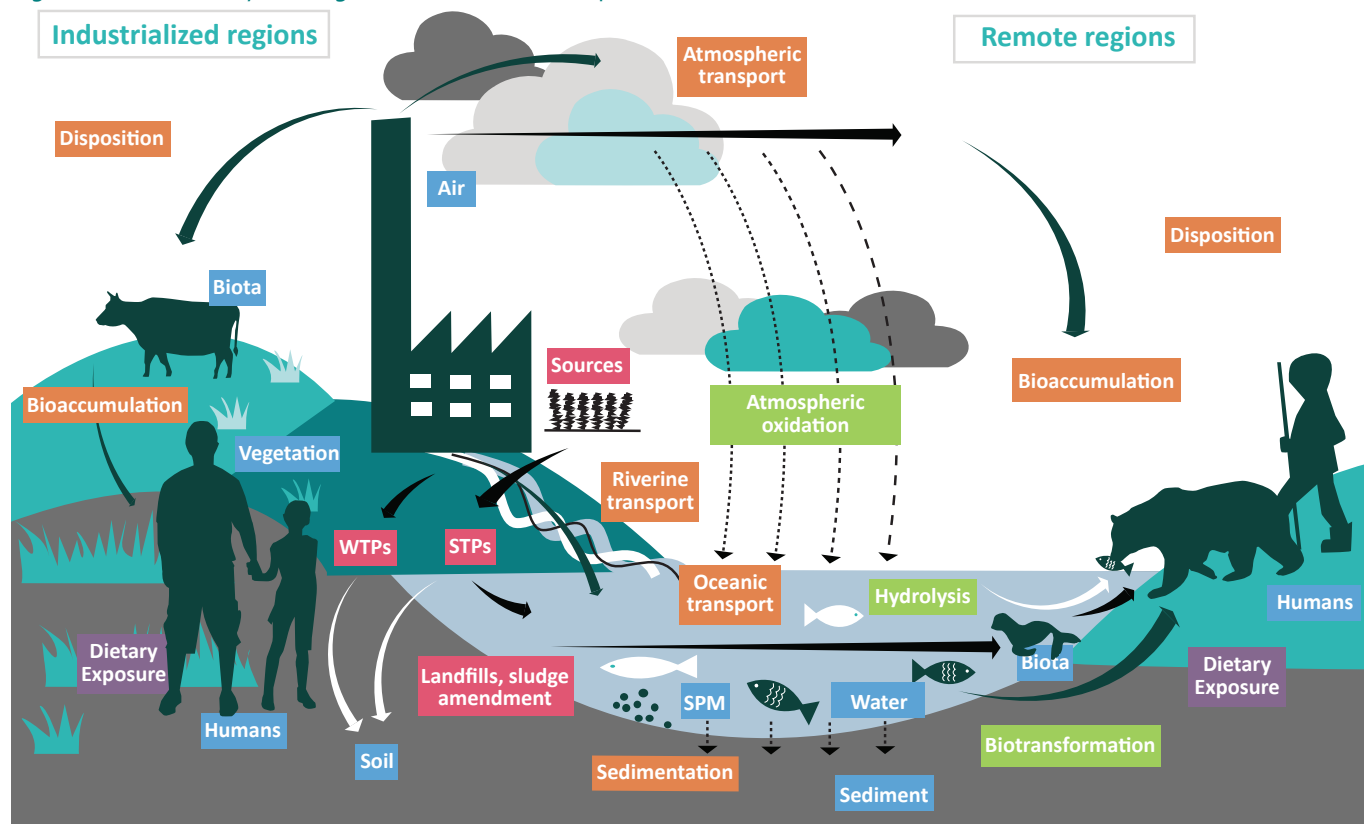 Industrialized regions
Remote regions
Atmospheric
transport
Disposition
Air
Disposition
Biota
Sources
Bioaccumulation
Bioaccumulation
Atmospheric
oxidation
Vegetation
Riverine
transport
WTPs
STPs
Oceanic
transport
Hydrolysis
Humans
Dietary
Exposure
Landfills, sludge
amendment
Biota
Dietary
Exposure
SPM
Water
Humans
Biotransformation
Soil
Sedimentation
Sediment